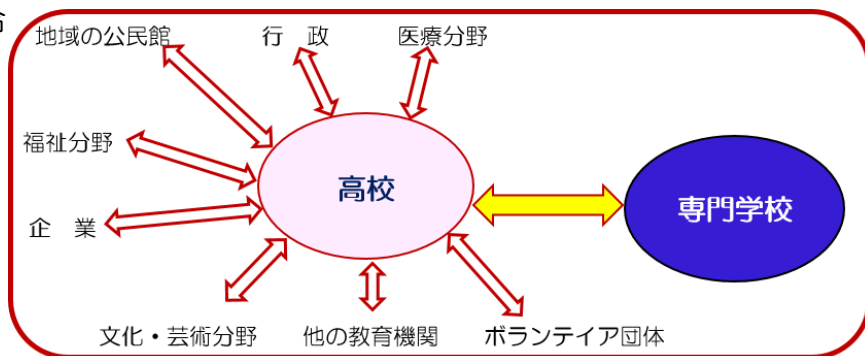 合
地域の公民館　行　政　医療分野
福祉分野
高校
専門学校
企　業
文化・芸術分野　他の教育機関　ボランテイア団体